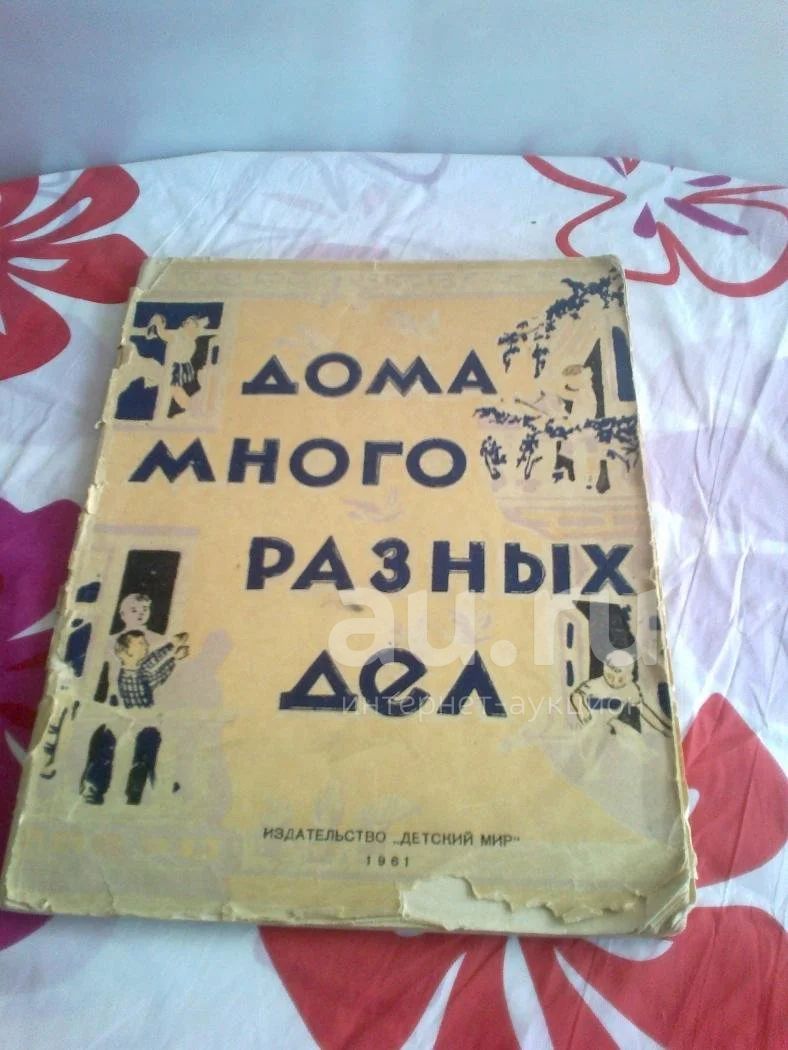 ДОМА
МНОГО
РАЗНЫХ
ДЕЛ
au.ru
интернет-аукцион
ИЗДАТЕЛЬСТВО „ДЕТСКИЙ МИР"
1961